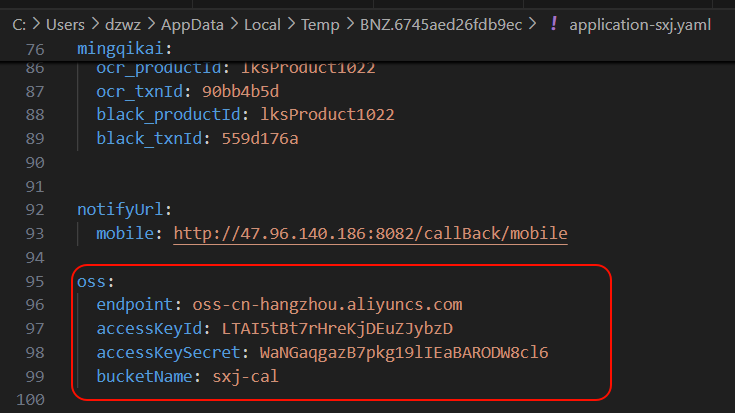 C: > Users > dzwz > AppData > Local > Temp > BNZ.6745aed26fdb9ec > ! application-sxj.yaml
76 mingqikai:
86 ocr_productId: lksProduct1022
87 ocr_txnId: 90bb4b5d
88 black_productId: lksProduct1022
89 black_txnId: 559d176a
90
91
92 notifyUrl:
93 mobile: http://47.96.140.186:8082/callBack/mobile
94
95 oss:
96 endpoint: oss-cn-hangzhou.aliyuncs.com
97 accessKeyId: LTAI5tBt7rHreKjDEuZJybzD
98 accessKeySecret: WaNGaqgazB7pkg19lIEaBARODW8cl6
99 bucketName: sxj-cal
100